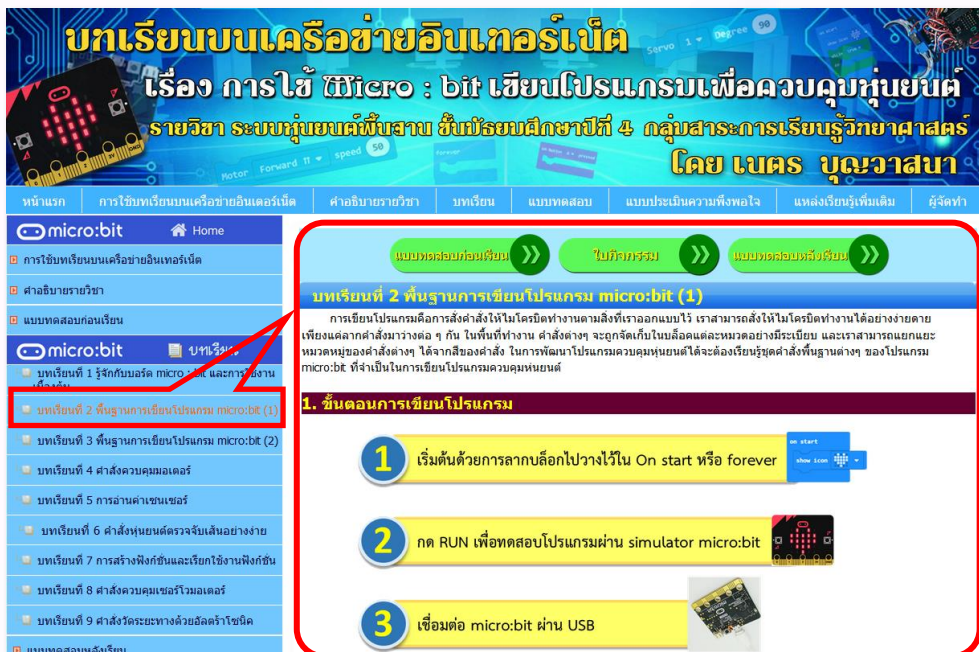 บทเรียนบนเครือข่ายอินเทอร์เน็ต
เรื่อง การใช้ Micro : bit เขียนโปรแกรมเพื่อควบคุมหุ่นยนต์
รายวิชา ระบบหุ่นยนต์พื้นฐาน ชั้นมัธยมศึกษาปีที่ 4 กลุ่มสาระการเรียนรู้วิทยาศาสตร์
โดย เนตร บุญวาสนา
Servo 1 Degree 90
Motor Forward 11 speed 50
หน้าแรก การใช้บทเรียนบนเครือข่ายอินเตอร์เน็ต คำอธิบายรายวิชา บทเรียน แบบทดสอบ แบบประเมินความพึงพอใจ แหล่งเรียนรู้เพิ่มเติม ผู้จัดทำ
micro:bit Home
การใช้บทเรียนบนเครือข่ายอินเทอร์เน็ต
คำอธิบายรายวิชา
แบบทดสอบก่อนเรียน
micro:bit บทเรียน
บทเรียนที่ 1 รู้จักกับบอร์ด micro : bit และการใช้งาน
เบื้องต้น
บทเรียนที่ 2 พื้นฐานการเขียนโปรแกรม micro:bit (1)
บทเรียนที่ 3 พื้นฐานการเขียนโปรแกรม micro:bit (2)
บทเรียนที่ 4 คำสั่งควบคุมมอเตอร์
บทเรียนที่ 5 การอ่านค่าเซนเซอร์
บทเรียนที่ 6 คำสั่งหุ่นยนต์ตรวจจับเส้นอย่างง่าย
บทเรียนที่ 7 การสร้างฟังก์ชั่นและเรียกใช้งานฟังก์ชั่น
บทเรียนที่ 8 คำสั่งควบคุมเซอร์โวมอเตอร์
บทเรียนที่ 9 คำสั่งวัดระยะทางด้วยอัลตร้าโซนิค
แบบทดสอบหลังเรียน
แบบทดสอบก่อนเรียน ใบกิจกรรม แบบทดสอบหลังเรียน
บทเรียนที่ 2 พื้นฐานการเขียนโปรแกรม micro:bit (1)
การเขียนโปรแกรมคือการสั่งคำสั่งให้ไมโครบิตทำงานตามสิ่งที่เราออกแบบไว้ เราสามารถสั่งให้ไมโครบิตทำงานได้อย่างง่ายดาย
เพียงแค่ลากคำสั่งมาวางต่อ ๆ กัน ในพื้นที่ทำงาน คำสั่งต่างๆ จะถูกจัดเก็บในบล็อคแต่ละหมวดอย่างมีระเบียบ และเราสามารถแยกแยะ
หมวดหมู่ของคำสั่งต่างๆ ได้จากสีของคำสั่ง ในการพัฒนาโปรแกรมควบคุมหุ่นยนต์ได้จะต้องเรียนรู้ชุดคำสั่งพื้นฐานต่างๆ ของโปรแกรม
micro:bit ที่จำเป็นในการเขียนโปรแกรมควบคุมหุ่นยนต์
1. ขั้นตอนการเขียนโปรแกรม
1 เริ่มต้นด้วยการลากบล็อกไปวางไว้ใน On start หรือ forever
on start
show icon
2 กด RUN เพื่อทดสอบโปรแกรมผ่าน simulator micro:bit
3 เชื่อมต่อ micro:bit ผ่าน USB